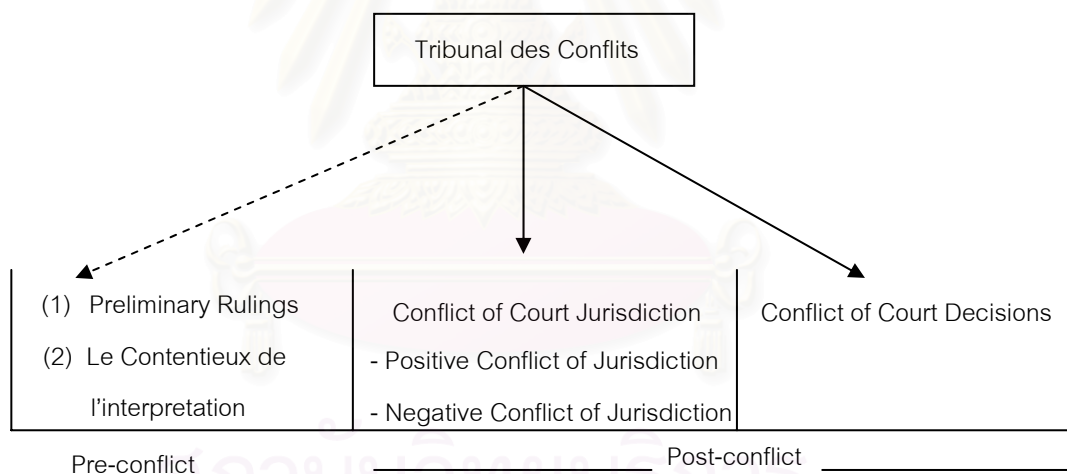 Tribunal des Conflits
(1) Preliminary Rulings
(2) Le Contentieux de
l'interpretation
Conflict of Court Jurisdiction
- Positive Conflict of Jurisdiction
- Negative Conflict of Jurisdiction
Conflict of Court Decisions
Pre-conflict
Post-conflict